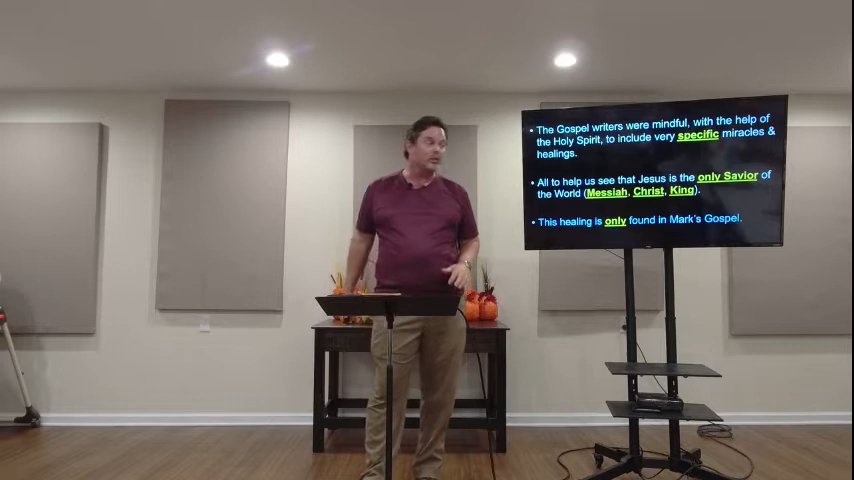 • The Gospel writers were mindful, with the help of
the Holy Spirit, to include very specific miracles &
healings.
• All to help us see that Jesus is the only Savior of
the World (Messiah, Christ, King).
• This healing is only found in Mark's Gospel.